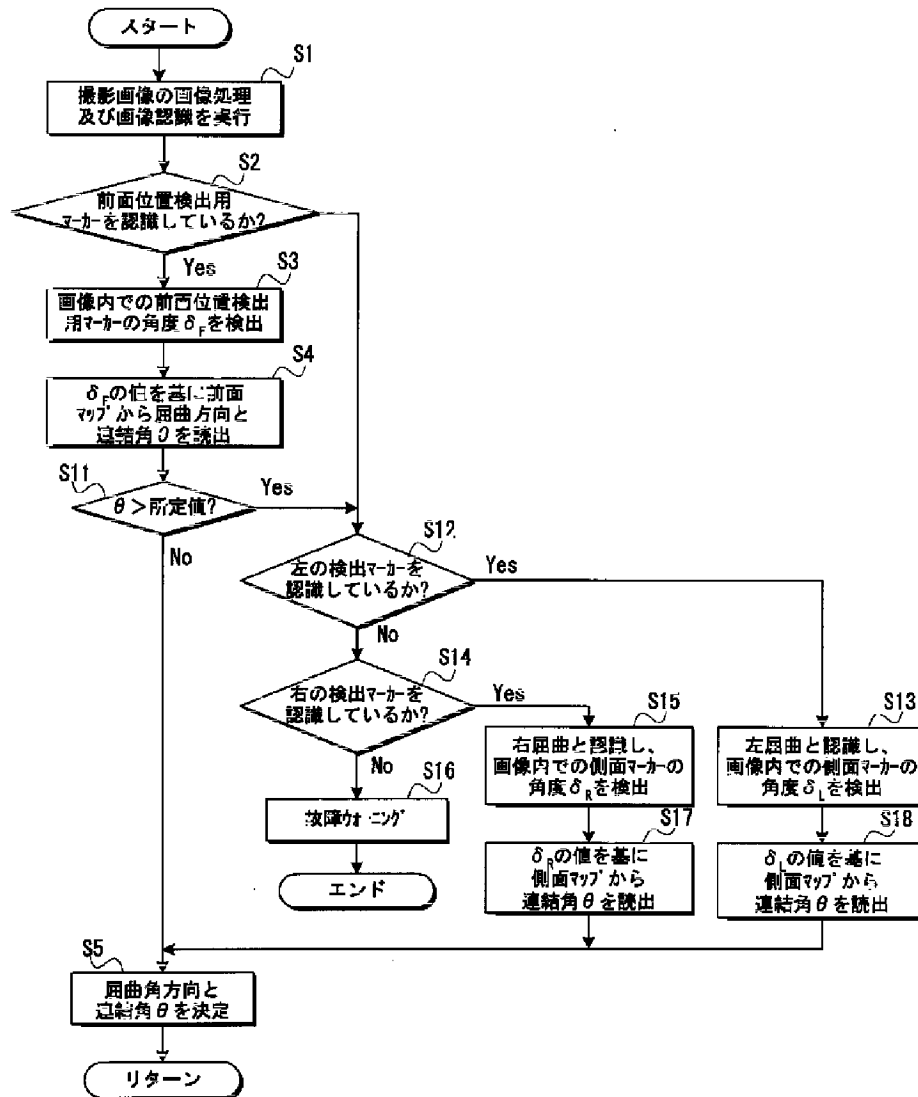 スタート
S1
撮影画像の画像処理
及び画像認識を実行
S2
前面位置検出用
マーカーを認識しているか?
Yes
S3
画像内での前面位置検出
用マーカーの角度δFを検出
S4
δFの値を基に前面
マップから屈曲方向と
連結角θを読出
S11
θ>所定値?
Yes
No
S12
左の検出マーカーを
認識しているか?
Yes
No
S14
右の検出マーカーを
認識しているか?
Yes
No
S15
右屈曲と認識し、
画像内での側面マーカーの
角度δRを検出
S13
左屈曲と認識し、
画像内での側面マーカーの
角度δLを検出
S16
故障ウォーニング
エンド
S17
δRの値を基に
側面マップから
連結角θを読出
S18
δLの値を基に
側面マップから
連結角θを読出
S5
屈曲角方向と
連結角θを決定
リターン